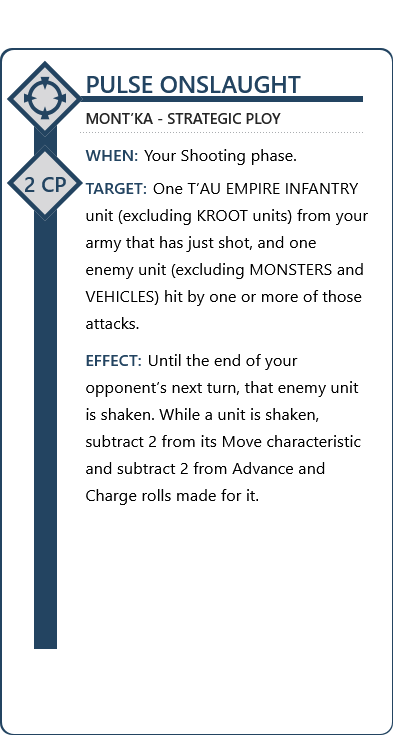 PULSE ONSLAUGHT
MONT’KA - STRATEGIC PLOY
2 CP
WHEN: Your Shooting phase.
TARGET: One T’AU EMPIRE INFANTRY
unit (excluding KROOT units) from your
army that has just shot, and one
enemy unit (excluding MONSTERS and
VEHICLES) hit by one or more of those
attacks.
EFFECT: Until the end of your
opponent’s next turn, that enemy unit
is shaken. While a unit is shaken,
subtract 2 from its Move characteristic
and subtract 2 from Advance and
Charge rolls made for it.